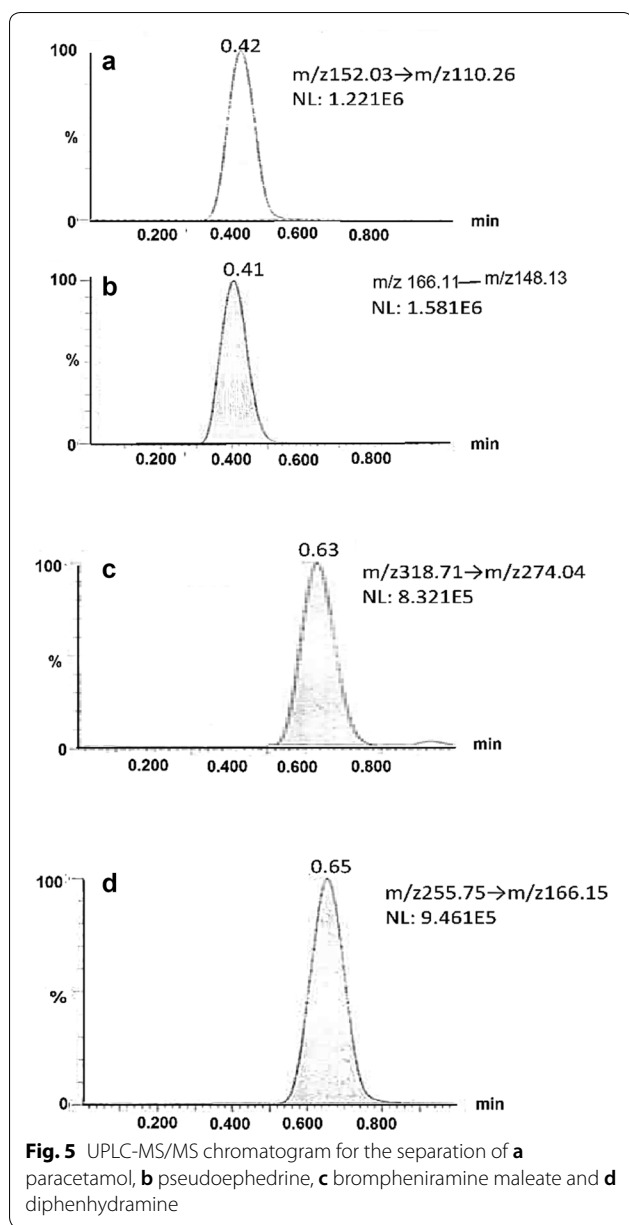 0.42
100
a
m/z152.03→m/z110.26
NL: 1.221E6
%
0
0.200 0.400 0.600 0.800
min
0.41
100
b
m/z 166.11— m/z148.13
NL: 1.581E6
%
0
0.200 0.400 0.600 0.800
min
0.63
100
c
m/z318.71→m/z274.04
NL: 8.321E5
%
0
0.200 0.400 0.600 0.800
min
0.65
100
d
m/z255.75→m/z166.15
NL: 9.461E5
%
0
0.200 0.400 0.600 0.800
min
Fig. 5 UPLC-MS/MS chromatogram for the separation of a
paracetamol, b pseudoephedrine, c brompheniramine maleate and d
diphenhydramine